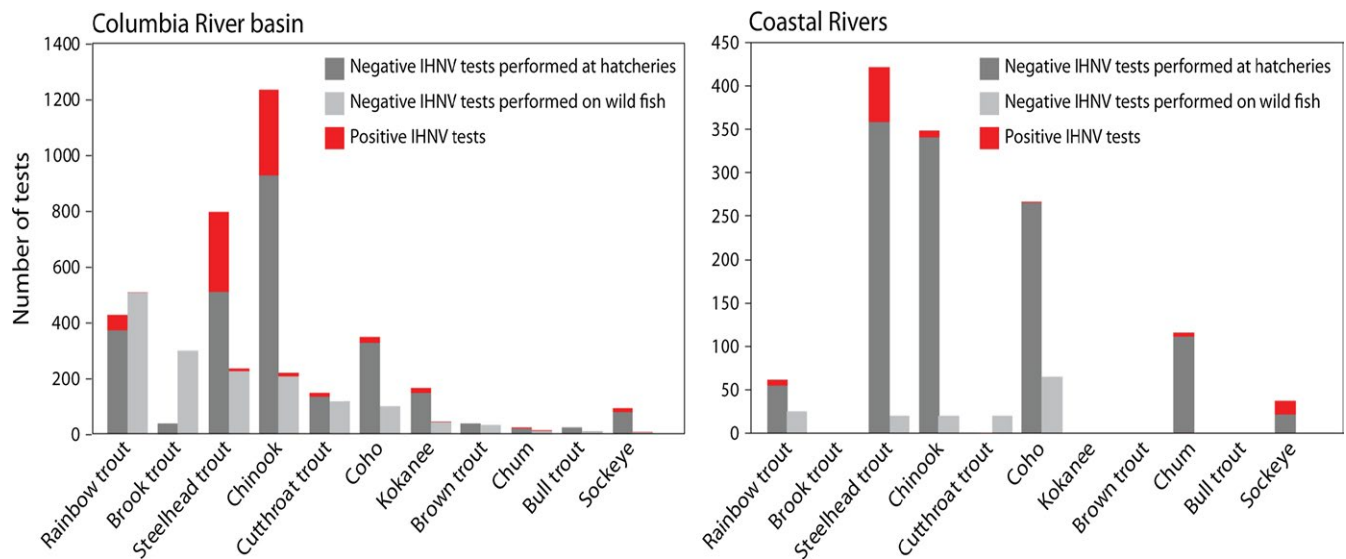 Columbia River basin
Number of tests
1400
1200
1000
800
600
400
200
0
Negative IHNV tests performed at hatcheries
Negative IHNV tests performed on wild fish
Positive IHNV tests
Rainbow trout
Brook trout
Steelhead trout
Chinook
Cutthroat trout
Coho
Kokanee
Brown trout
Chum
Bull trout
Sockeye
Coastal Rivers
450
400
350
300
250
200
150
100
50
0
Negative IHNV tests performed at hatcheries
Negative IHNV tests performed on wild fish
Positive IHNV tests
Rainbow trout
Brook trout
Steelhead trout
Chinook
Cutthroat trout
Coho
Kokanee
Brown trout
Chum
Bull trout
Sockeye